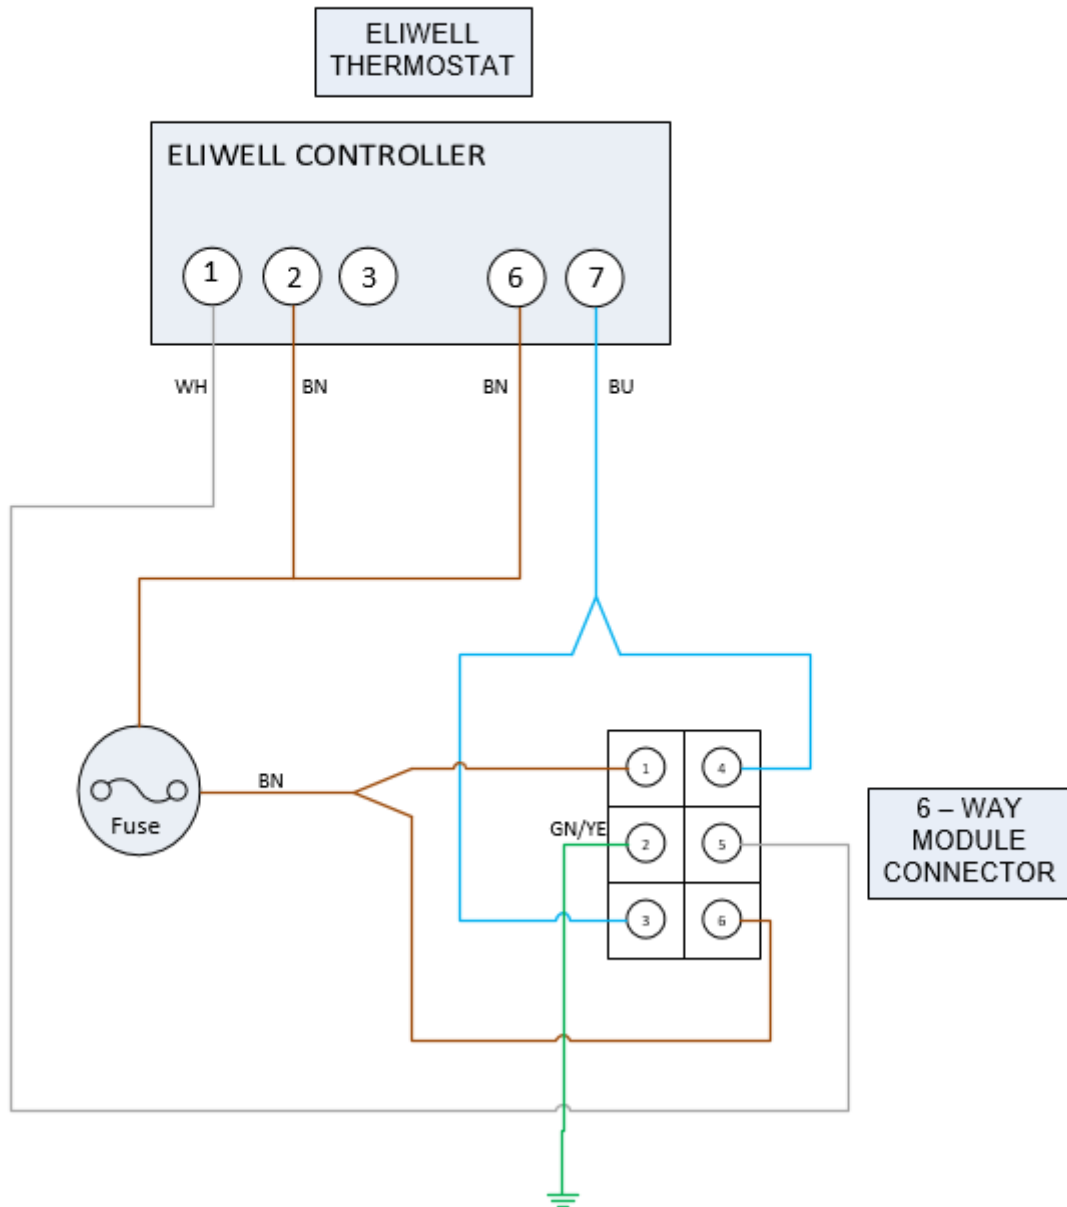 ELIWELL
THERMOSTAT
ELIWELL CONTROLLER
1 2 3 6 7
WH BN BN BU
BN
Fuse
1 4
GN/YE 2 5
3 6
6 – WAY
MODULE
CONNECTOR